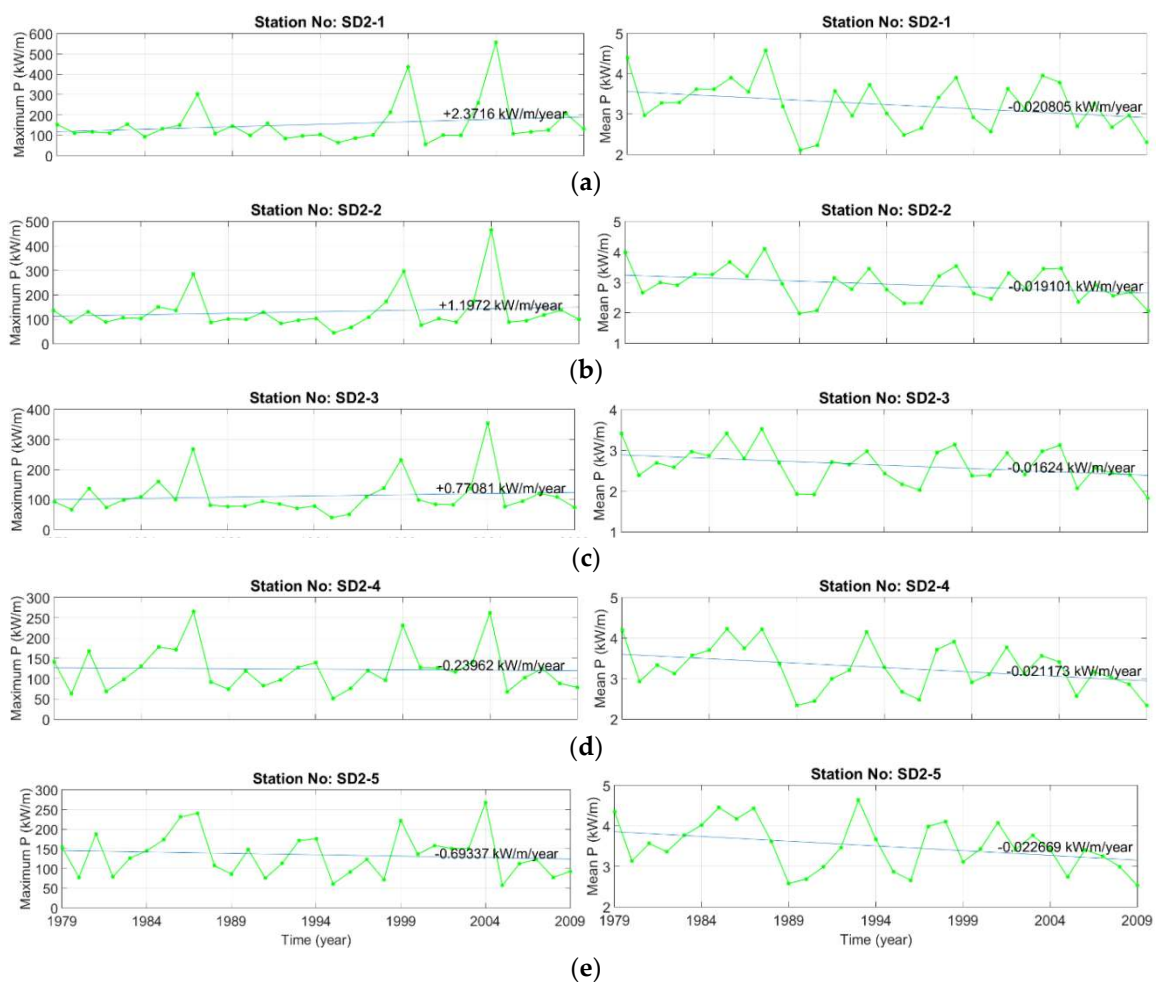 Station No: SD2-1
Maximum P (kW/m)
600
500
400
300
200
100
0
+2.3716 kW/m/year
Station No: SD2-1
Mean P (kW/m)
5
4
3
2
-0.020805 kW/m/year
(a)
Station No: SD2-2
Maximum P (kW/m)
500
400
300
200
100
0
+1.1972 kW/m/year
Station No: SD2-2
Mean P (kW/m)
5
4
3
2
1
-0.019101 kW/m/year
(b)
Station No: SD2-3
Maximum P (kW/m)
400
300
200
100
0
+0.77081 kW/m/year
Station No: SD2-3
Mean P (kW/m)
4
3
2
1
-0.01624 kW/m/year
(c)
Station No: SD2-4
Maximum P (kW/m)
300
250
200
150
100
50
0
-0.23962 kW/m/year
Station No: SD2-4
Mean P (kW/m)
5
4
3
2
-0.021173 kW/m/year
(d)
Station No: SD2-5
Maximum P (kW/m)
300
250
200
150
100
50
0
-0.69337 kW/m/year
1979 1984 1989 1994 1999 2004 2009
Time (year)
Station No: SD2-5
Mean P (kW/m)
5
4
3
2
-0.022669 kW/m/year
1979 1984 1989 1994 1999 2004 2009
Time (year)
(e)